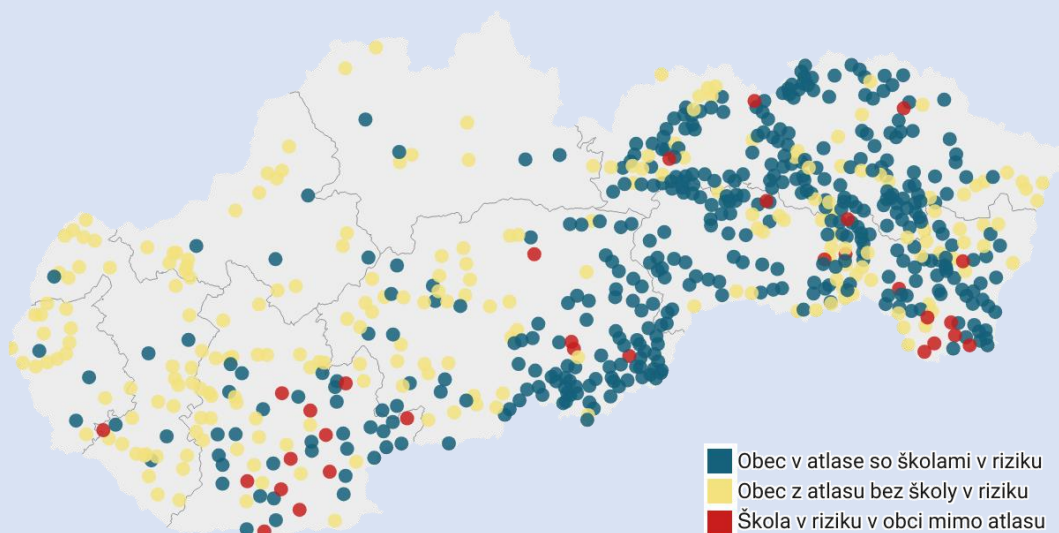 Obec v atlase so školami v riziku
Obec z atlasu bez školy v riziku
Škola v riziku v obci mimo atlasu